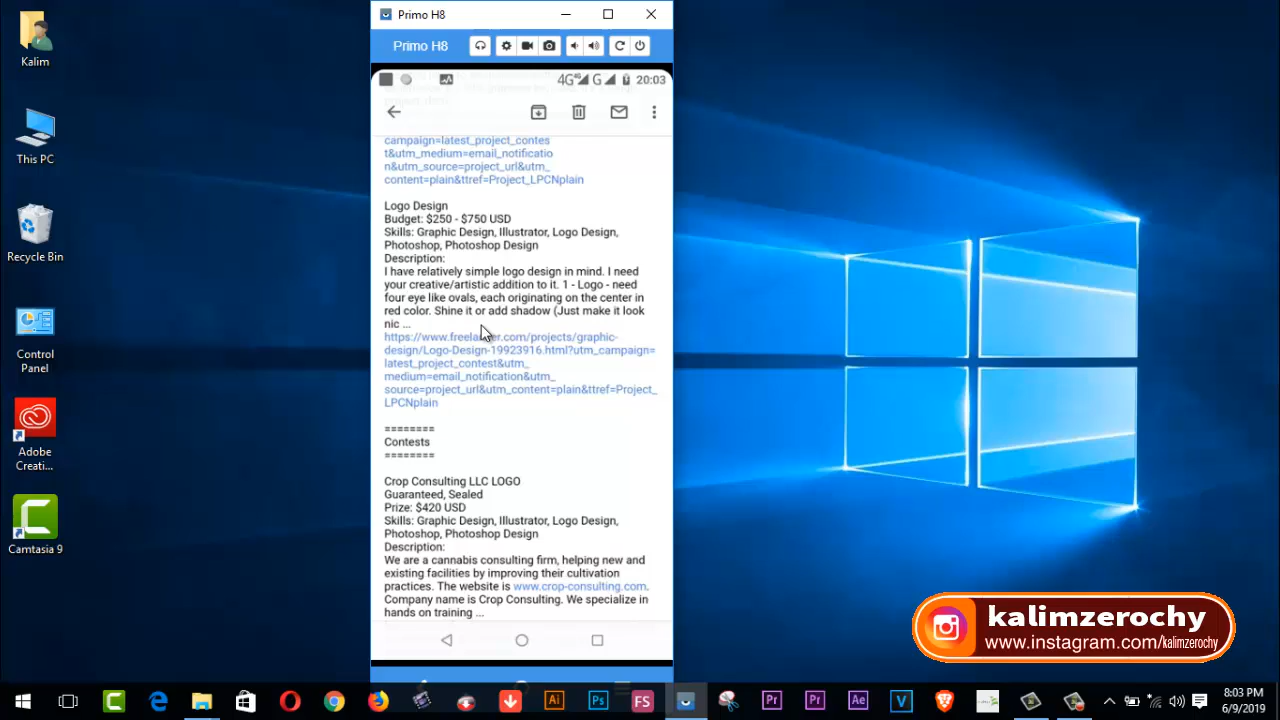 Kalim
This PC
Recycle Bin
Control
Panel
Adobe
Creati...
Camtasia 9
Primo H8
Primo H8
4G G 20:03
campaign=latest_project_contes
t&utm_medium=email_notificatio
n&utm_source=project_url&utm_
content=plain&ttref=Project_LPCNplain
Logo Design
Budget: $250 - $750 USD
Skills: Graphic Design, Illustrator, Logo Design,
Photoshop, Photoshop Design
Description:
I have relatively simple logo design in mind. I need
your creative/artistic addition to it. 1 - Logo - need
four eye like ovals, each originating on the center in
red color. Shine it or add shadow (Just make it look
nic ...
https://www.freelancer.com/projects/graphic-
design/Logo-Design-19923916.html?utm_campaign=
latest_project_contest&utm_
medium=email_notification&utm_
source=project_url&utm_content=plain&ttref=Project_
LPCNplain
========
Contests
========
Crop Consulting LLC LOGO
Guaranteed, Sealed
Prize: $420 USD
Skills: Graphic Design, Illustrator, Logo Design,
Photoshop, Photoshop Design
Description:
We are a cannabis consulting firm, helping new and
existing facilities by improving their cultivation
practices. The website is www.crop-consulting.com.
Company name is Crop Consulting. We specialize in
hands on training ...
kalimzerochy
www.instagram.com/kalimzerochy
Ai Ps FS Pr Pr Ae V
8:03 PM
6/9/2019